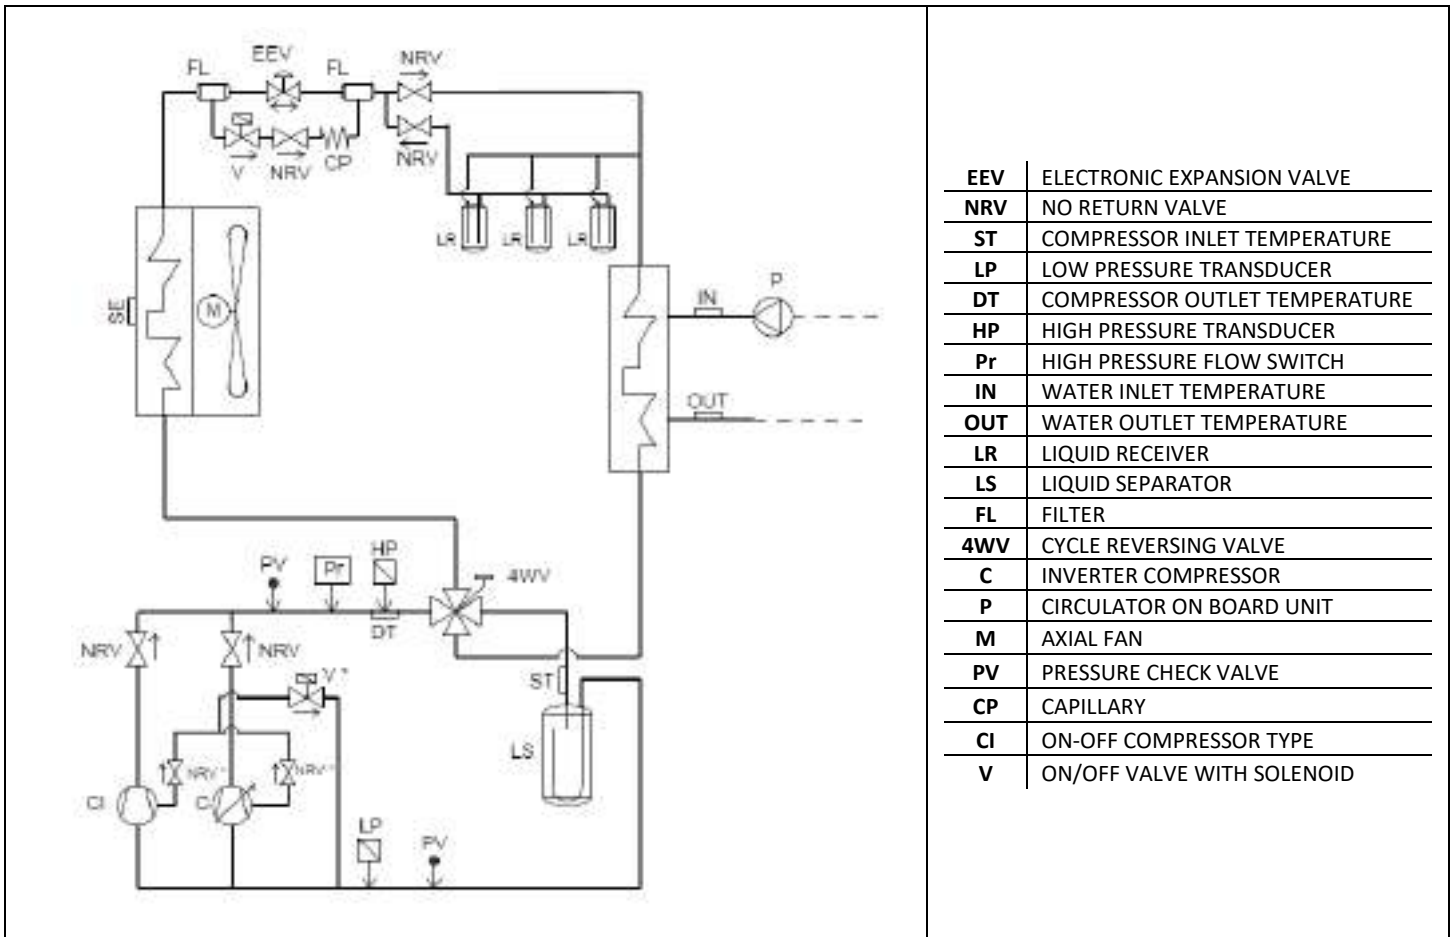 EEV
FL
FL
NRV
V
NRV
CP
NRV
LR
LR
LR
SE
M
IN
P
OUT
PV
Pr
HP
4WV
DT
NRV
NRV
V*
ST
LS
NRV*
NRV*
CI
C
LP
PV
EEV ELECTRONIC EXPANSION VALVE
NRV NO RETURN VALVE
ST COMPRESSOR INLET TEMPERATURE
LP LOW PRESSURE TRANSDUCER
DT COMPRESSOR OUTLET TEMPERATURE
HP HIGH PRESSURE TRANSDUCER
Pr HIGH PRESSURE FLOW SWITCH
IN WATER INLET TEMPERATURE
OUT WATER OUTLET TEMPERATURE
LR LIQUID RECEIVER
LS LIQUID SEPARATOR
FL FILTER
4WV CYCLE REVERSING VALVE
C INVERTER COMPRESSOR
P CIRCULATOR ON BOARD UNIT
M AXIAL FAN
PV PRESSURE CHECK VALVE
CP CAPILLARY
CI ON-OFF COMPRESSOR TYPE
V ON/OFF VALVE WITH SOLENOID